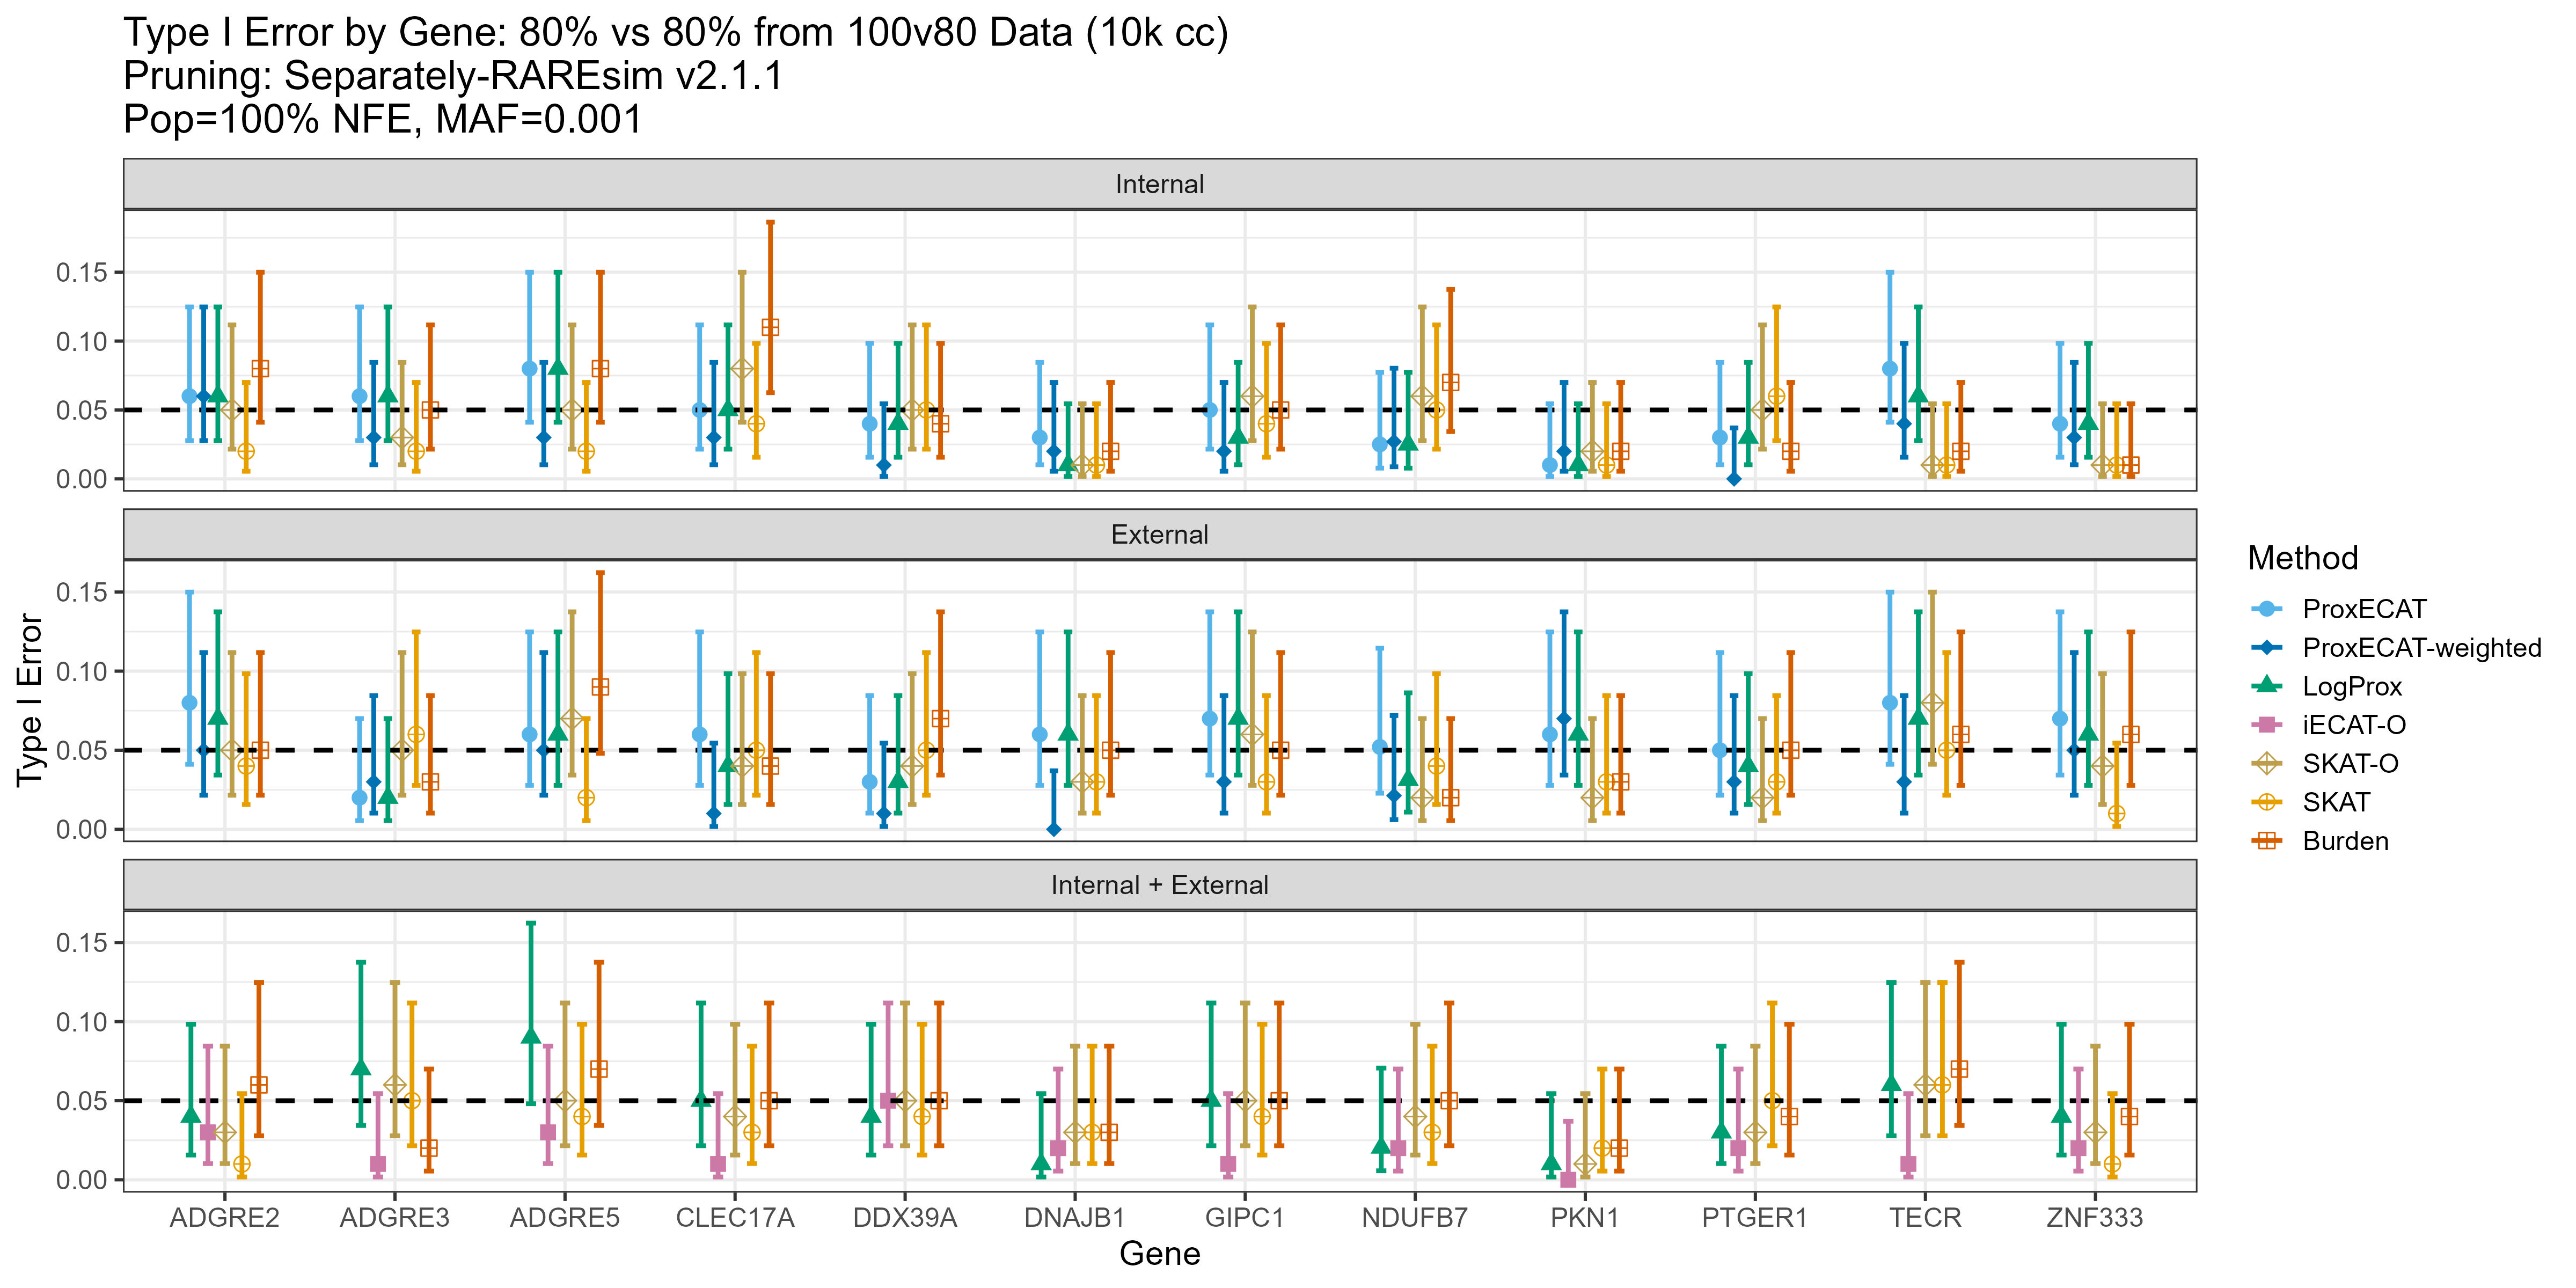 Type I Error by Gene: 80% vs 80% from 100v80 Data (10k cc)
Pruning: Separately-RAREsim v2.1.1
Pop=100% NFE, MAF=0.001
Internal
0.15
0.10
0.05
0.00
External
0.15
0.10
0.05
0.00
Internal + External
0.15
0.10
0.05
0.00
Type I Error
ADGRE2 ADGRE3 ADGRE5 CLEC17A DDX39A DNAJB1 GIPC1 NDUFB7 PKN1 PTGER1 TECR ZNF333
Gene
Method
ProxECAT
ProxECAT-weighted
LogProx
iECAT-O
SKAT-O
SKAT
Burden